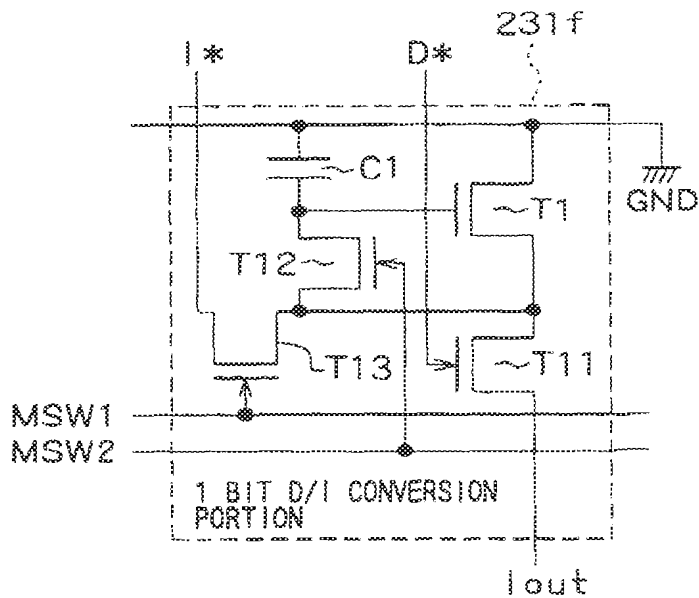 231f
I* D*
C1
GND
T1
T12
T13 T11
MSW1
MSW2
1 BIT D/I CONVERSION
PORTION
Iout